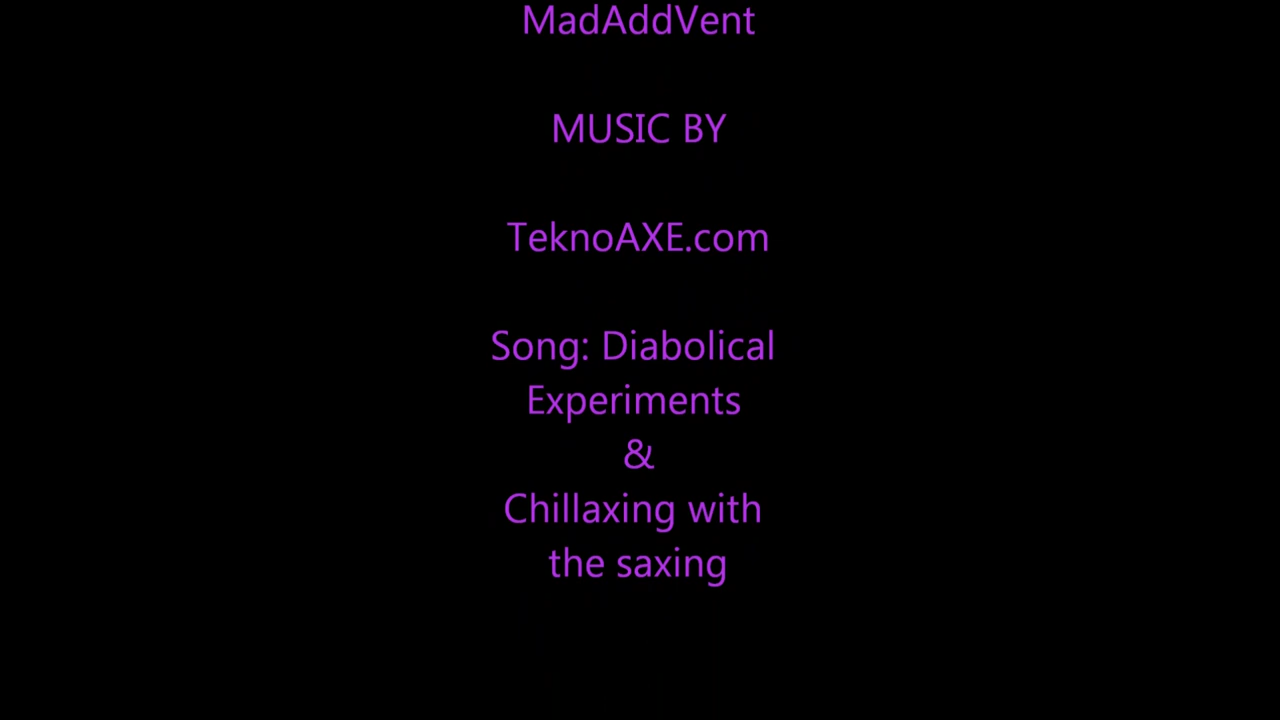 MadAddVent
MUSIC BY
TeknoAXE.com
Song: Diabolical
Experiments
&
Chillaxing with
the saxing